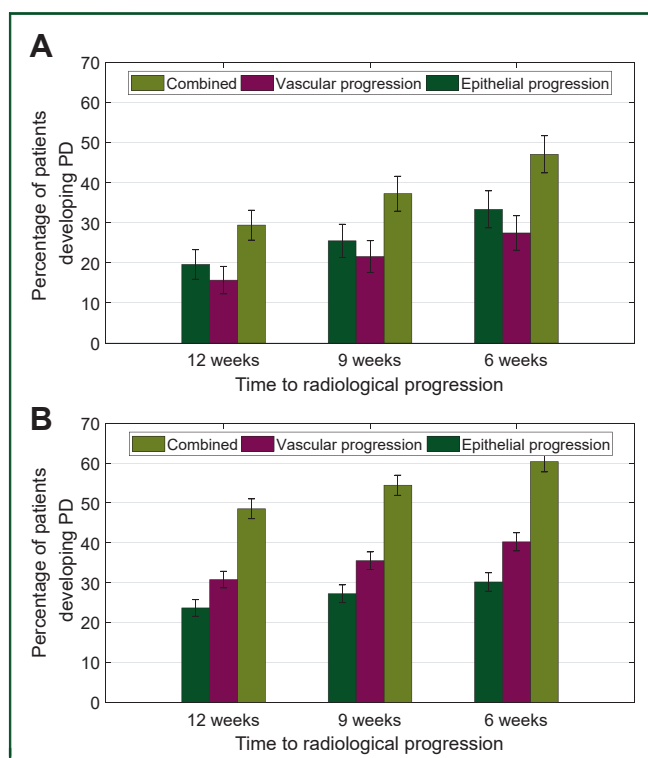 A
70
60
50
40
30
20
10
0
Combined Vascular progression Epithelial progression
Percentage of patients
developing PD
12 weeks 9 weeks 6 weeks
Time to radiological progression
B
70
60
50
40
30
20
10
0
Combined Vascular progression Epithelial progression
Percentage of patients
developing PD
12 weeks 9 weeks 6 weeks
Time to radiological progression